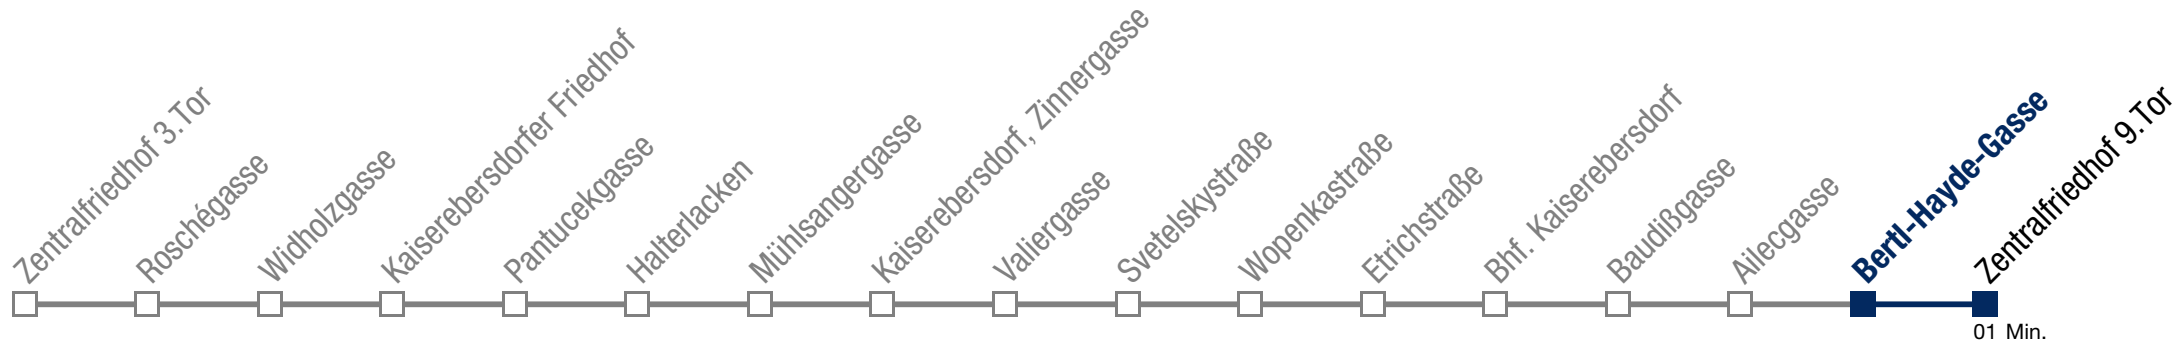 Zentralfriedhof 3.Tor
Roschégasse
Widholzgasse
Kaiserebersdorfer Friedhof
Pantucekgasse
Halterlacken
Mühlsangergasse
Kaiserebersdorf, Zinnergasse
Valiergasse
Svetelskystraße
Wopenkastraße
Etrichstraße
Bhf. Kaiserebersdorf
Baudißgasse
Ailecgasse
Bertl-Hayde-Gasse
Zentralfriedhof 9.Tor
01 Min.